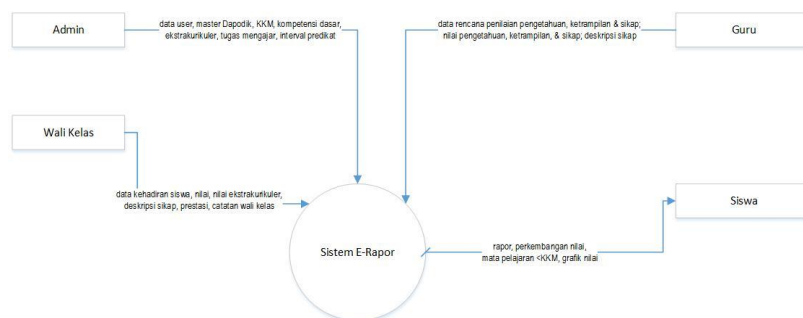 Admin
data user, master Dapodik, KKM, kompetensi dasar,
ekstrakurikuler, tugas mengajar, interval predikat
data rencana penilaian pengetahuan, ketrampilan & sikap;
nilai pengetahuan, ketrampilan, & sikap; deskripsi sikap
Guru
Wali Kelas
data kehadiran siswa, nilai, nilai ekstrakurikuler,
deskripsi sikap, prestasi, catatan wali kelas
Sistem E-Rapor
rapor, perkembangan nilai,
mata pelajaran <KKM, grafik nilai
Siswa